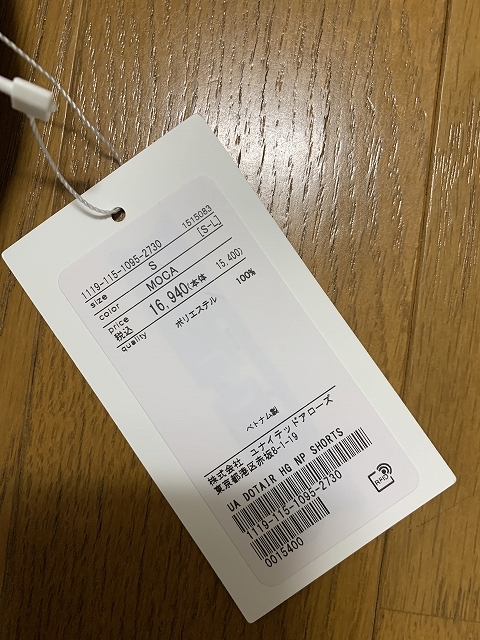 1119-115-1095-2730 1515083
size S [S-L]
color MOCA
price 税込 16,940(本体 15,400)
quality ポリエステル 100%
ベトナム製
株式会社 ユナイテッドアローズ
東京都港区赤坂8-1-19
UA DOTAIR HG NP SHORTS
1119-115-1095-2730
0015400
RFID